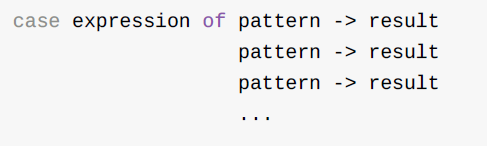 case expression of pattern -> result
                   pattern -> result
                   pattern -> result
                   ...